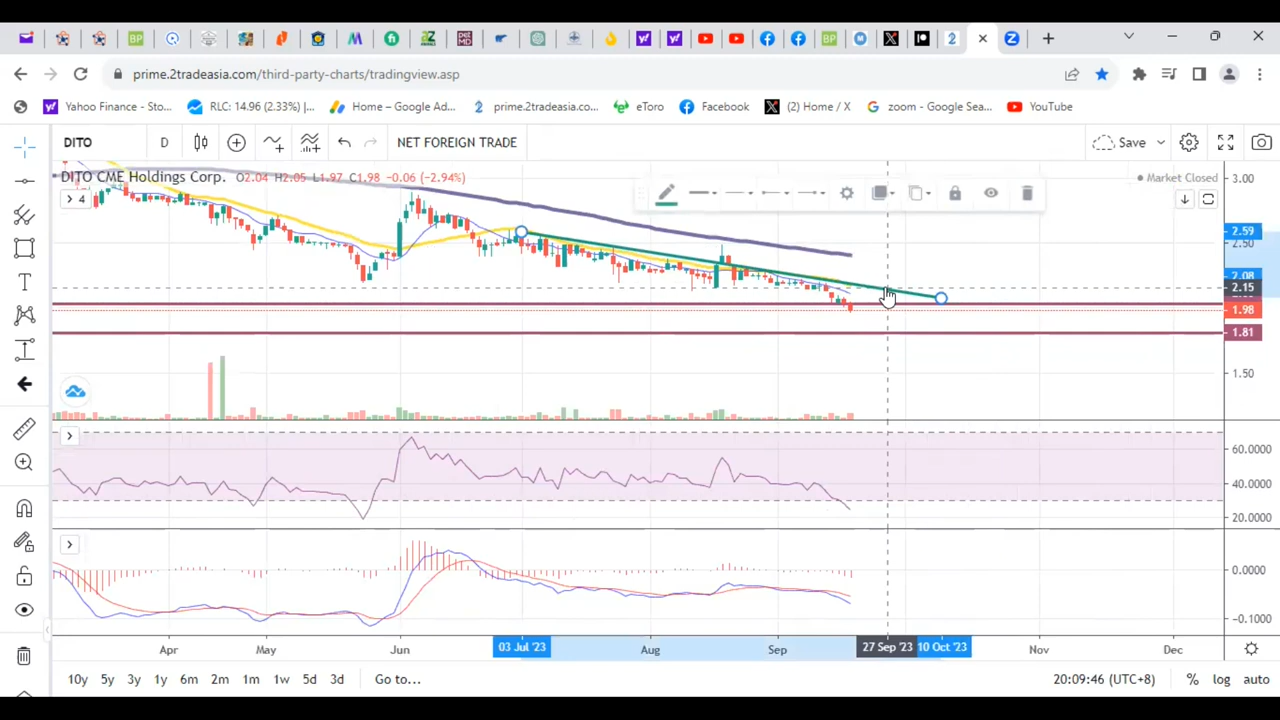 prime.2tradeasia.com/third-party-charts/tradingview.asp
Yahoo Finance - Sto... RLC: 14.96 (2.33%) |... Home – Google Ad... prime.2tradeasia.co... eToro Facebook (2) Home / X zoom - Google Sea... YouTube
DITO D NET FOREIGN TRADE Save
DITO CME Holdings Corp. O2.04 H2.05 L1.97 C1.98 -0.06 (-2.94%)
Market Closed
4
3.00
2.59
2.50
2.08
2.15
1.98
1.81
1.50
60.0000
40.0000
20.0000
0.0000
-0.1000
Apr May Jun 03 Jul '23 Aug Sep 27 Sep '23 10 Oct '23 Nov Dec
10y 5y 3y 1y 6m 2m 1m 1w 5d 3d Go to... 20:09:46 (UTC+8) % log auto